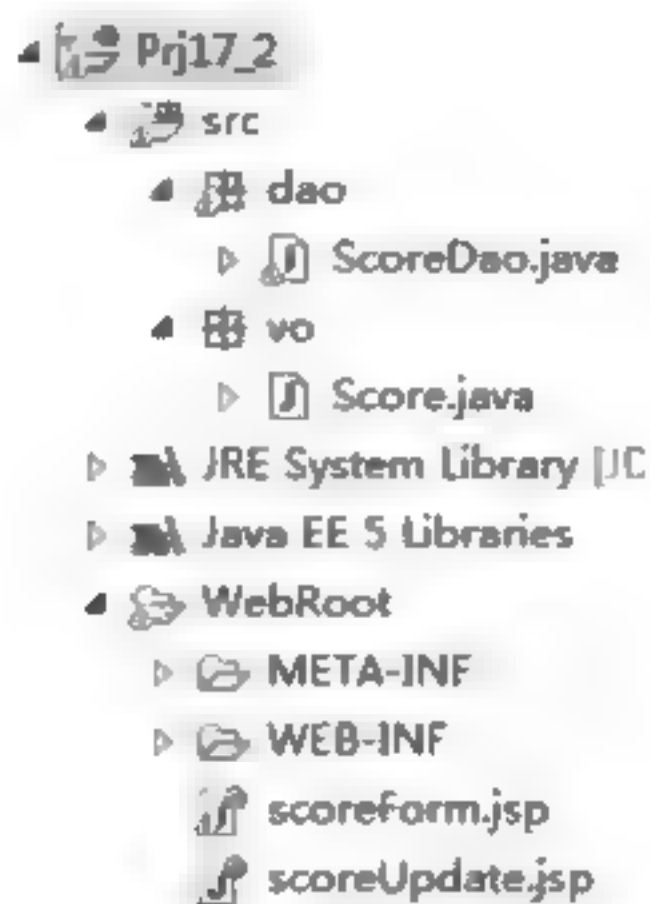 Prj17_2
src
dao
ScoreDao.java
vo
Score.java
JRE System Library [JC
Java EE 5 Libraries
WebRoot
META-INF
WEB-INF
scoreForm.jsp
scoreUpdate.jsp